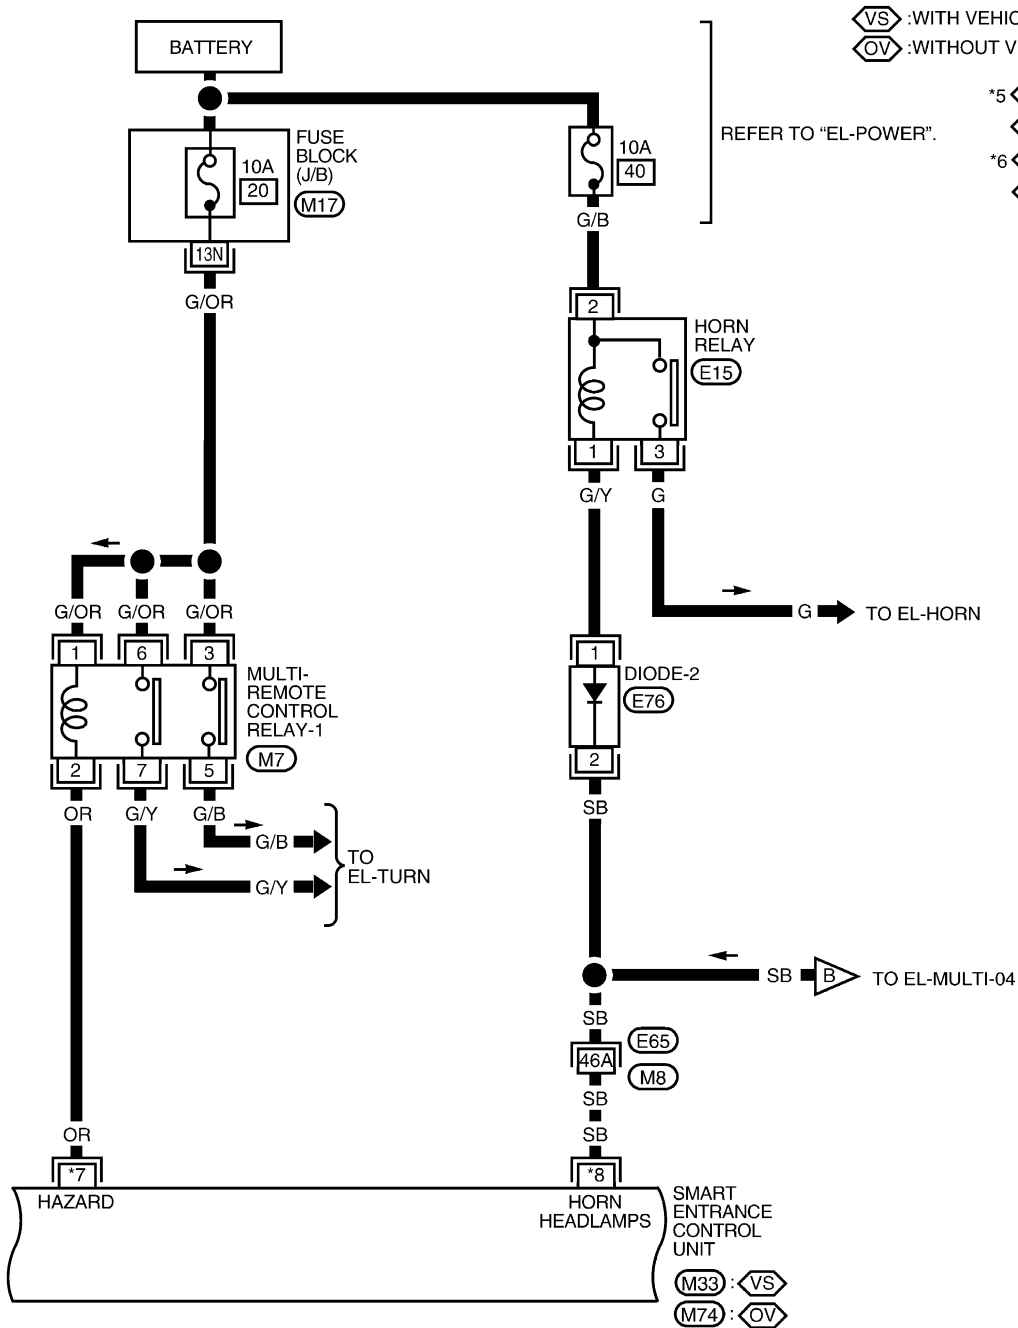 VS :WITH VEHIC
BATTERY
OV :WITHOUT V
*5
FUSE
BLOCK
(J/B)
M17
10A
20
10A
40
REFER TO “EL-POWER”.
*6
G/B
13N
G/OR
2
HORN
RELAY
E15
1
3
G/Y
G
G/OR
G/OR
G/OR
G
TO EL-HORN
1
6
3
MULTI-
REMOTE
CONTROL
RELAY-1
M7
1
DIODE-2
E76
2
7
5
2
OR
G/Y
G/B
SB
G/B
G/Y
TO
EL-TURN
SB
B
TO EL-MULTI-04
SB
E65
46A
M8
SB
OR
SB
*7
*8
HAZARD
HORN
HEADLAMPS
SMART
ENTRANCE
CONTROL
UNIT
M33 : VS
M74 : OV